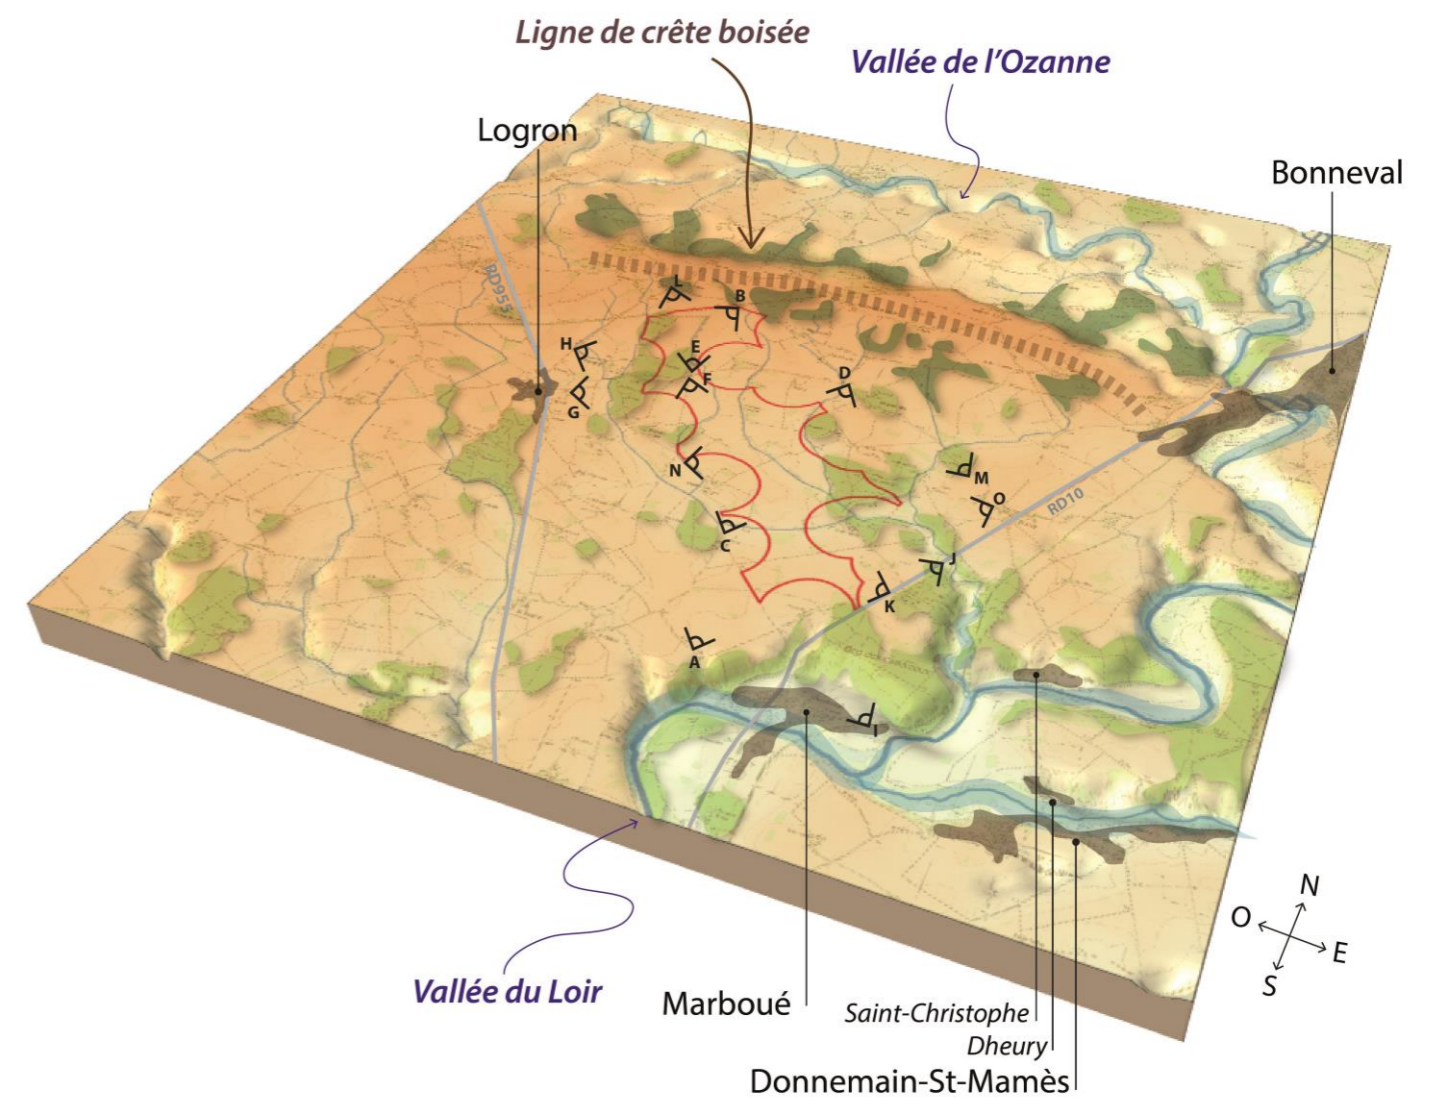 Ligne de crête boisée
Vallée de l'Ozanne
Logron
Bonneval
RD955
L
B
H
E
F
D
G
N
M
O
RD10
C
J
K
A
I
N
O
E
S
Vallée du Loir
Marboué
Saint-Christophe
Dheury
Donnemain-St-Mamès